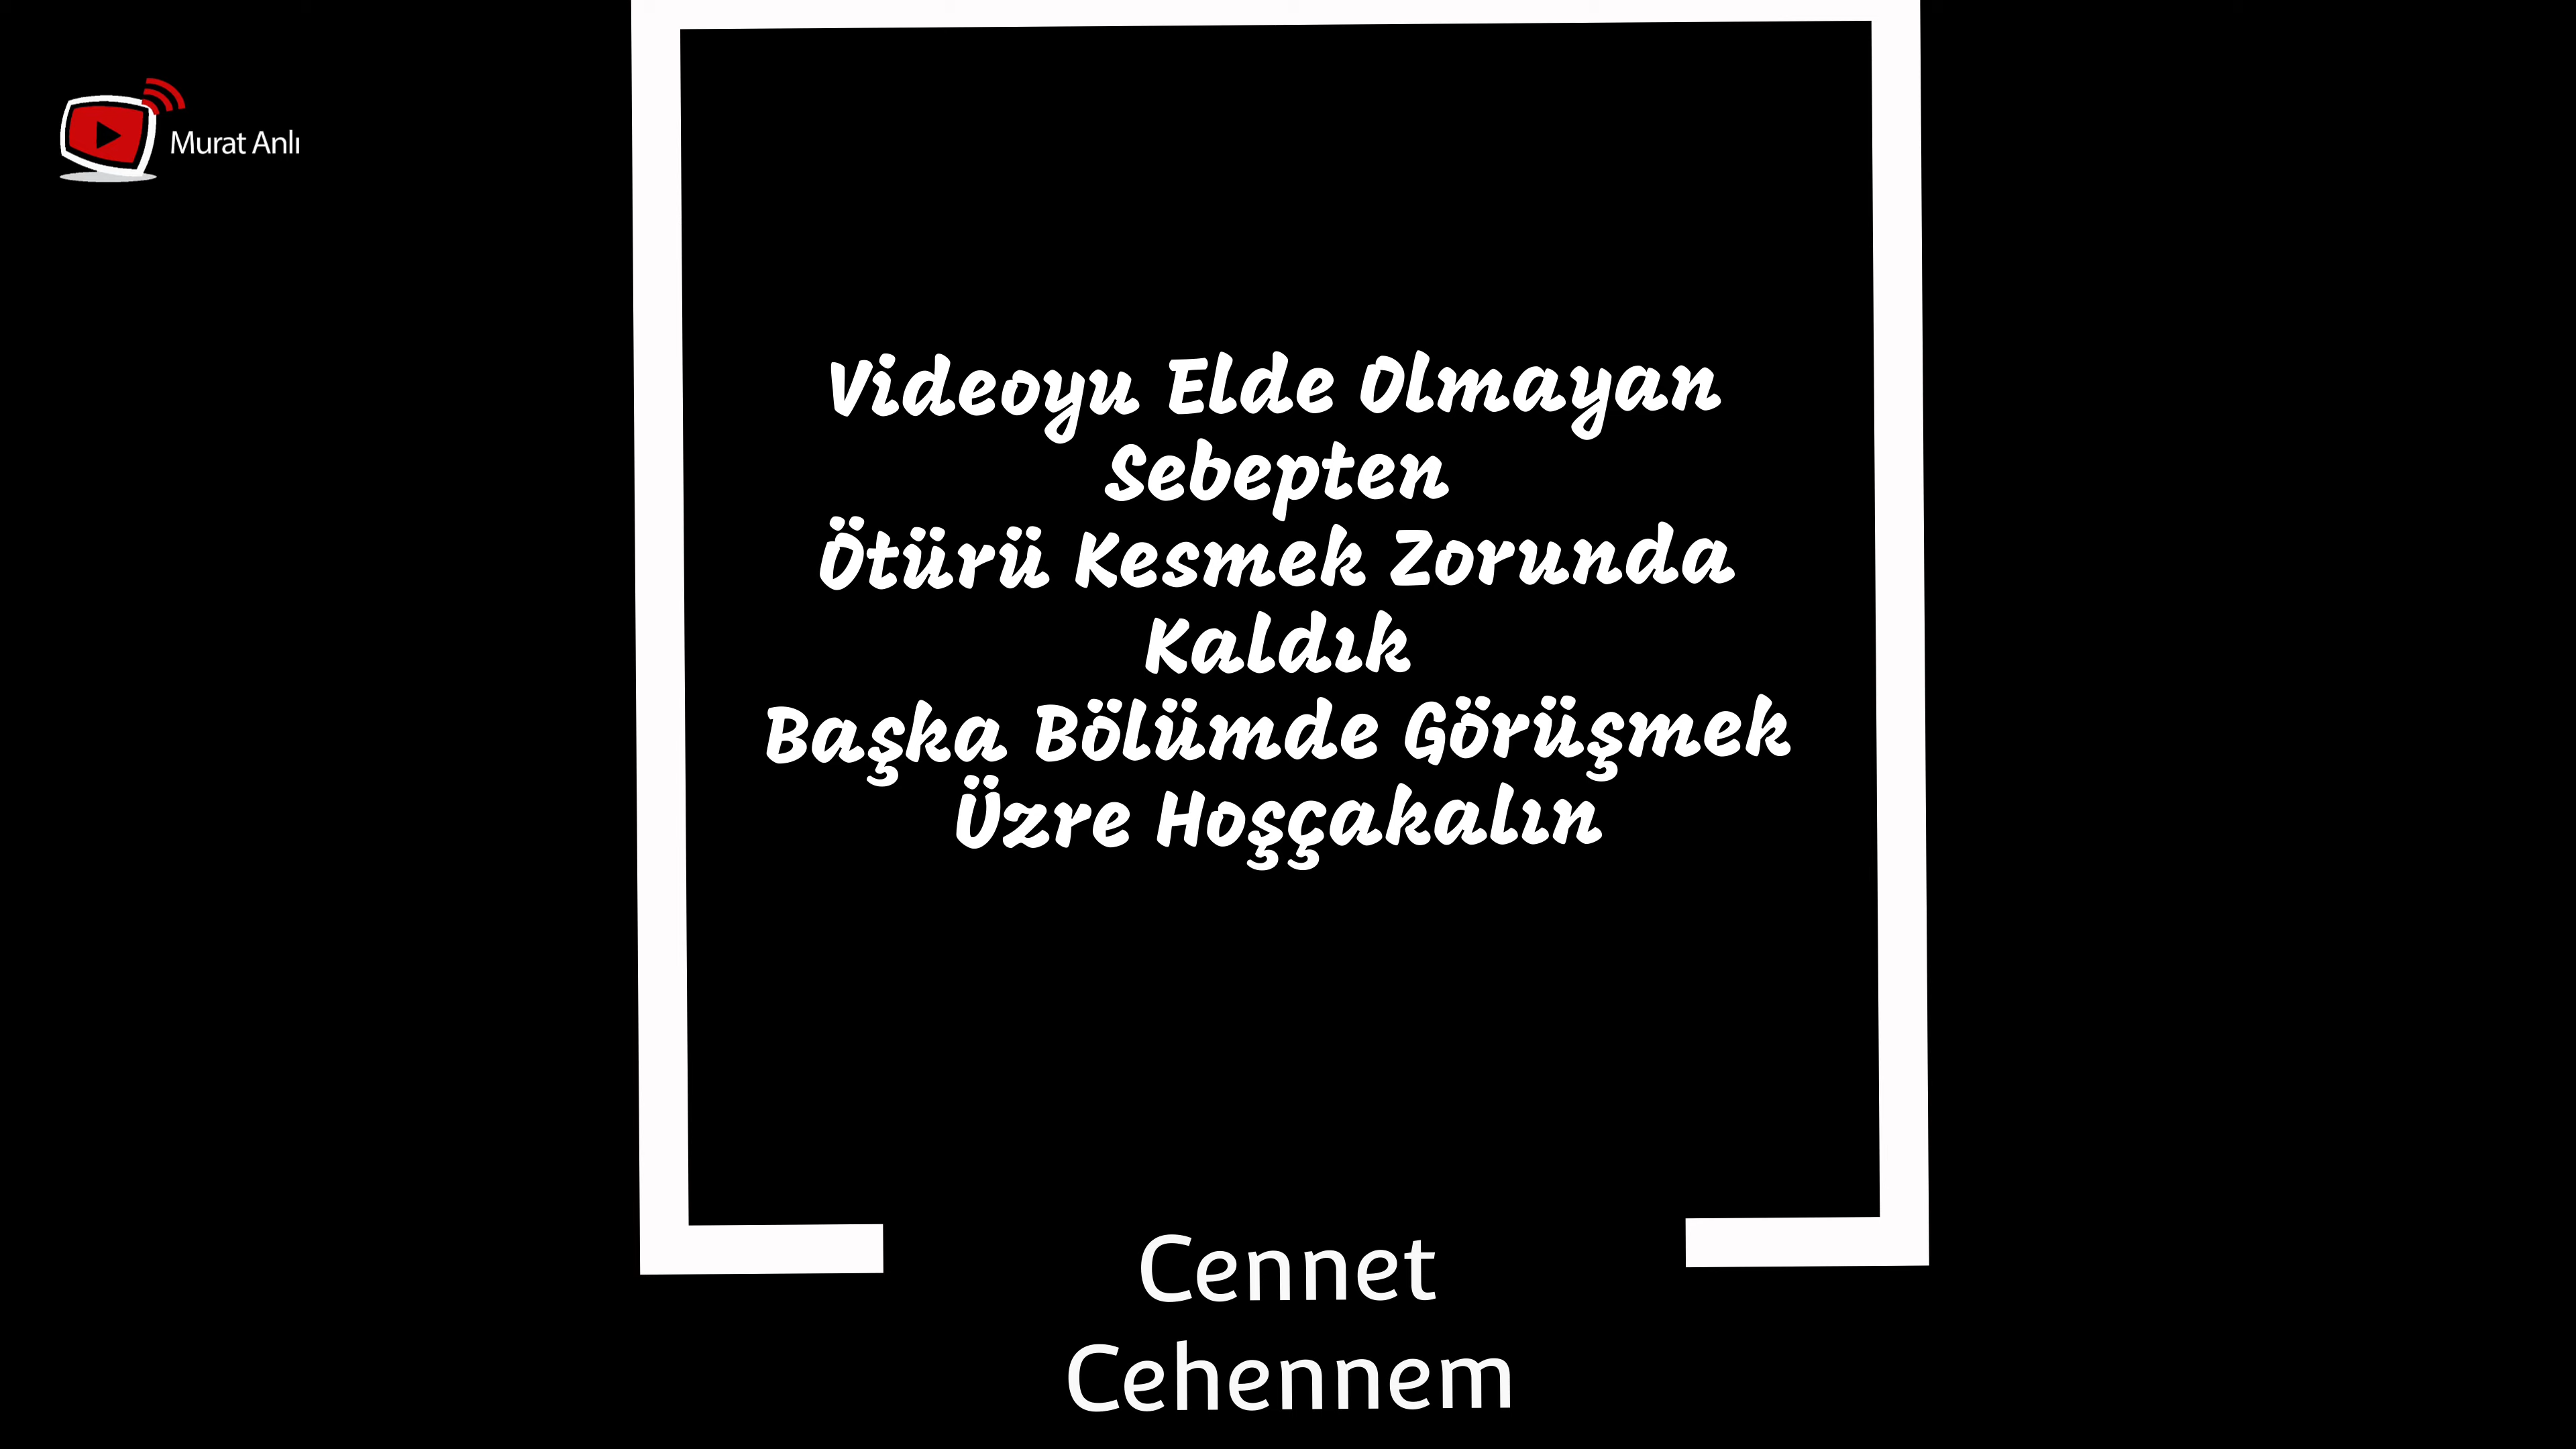 Murat Anlı
Videoyu Elde Olmayan
Sebepten
Ötürü Kesmek Zorunda
Kaldık
Başka Bölümde Görüşmek
Üzre Hoşçakalın
Cennet
Cehennem